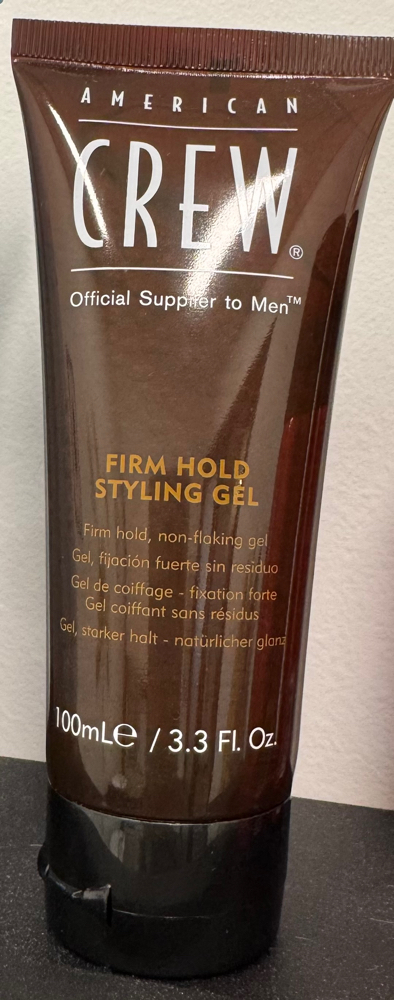 AMERICAN
CREW®
Official Supplier to Men™
FIRM HOLD
STYLING GEL
Firm hold, non-flaking gel
Gel, fijación fuerte sin residuo
Gel de coiffage - fixation forte
Gel coiffant sans résidus
Gel, starker halt - natürlicher glanz
100mL℮ / 3.3 Fl. Oz.